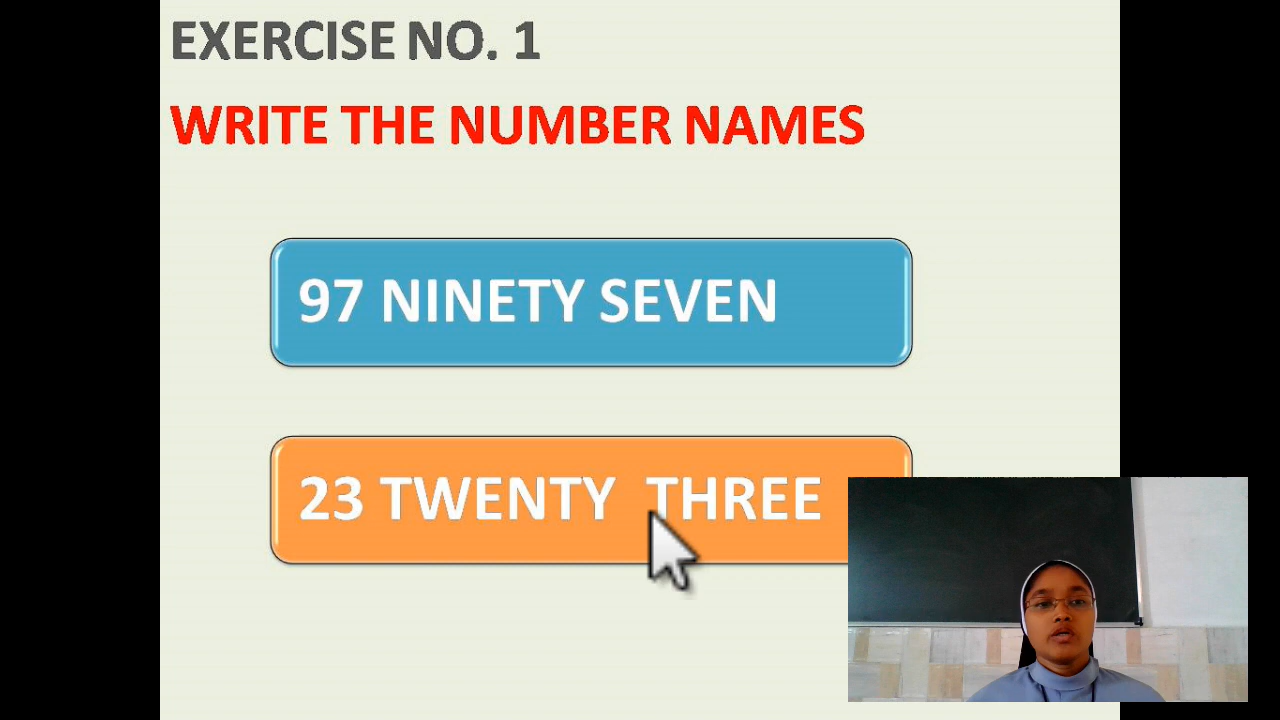 EXERCISE NO. 1
WRITE THE NUMBER NAMES
97 NINETY SEVEN
23 TWENTY THREE